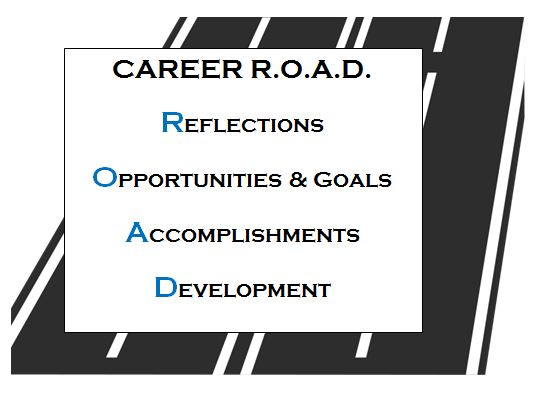 CAREER R.O.A.D.
REFLECTIONS
OPPORTUNITIES & GOALS
ACCOMPLISHMENTS
DEVELOPMENT